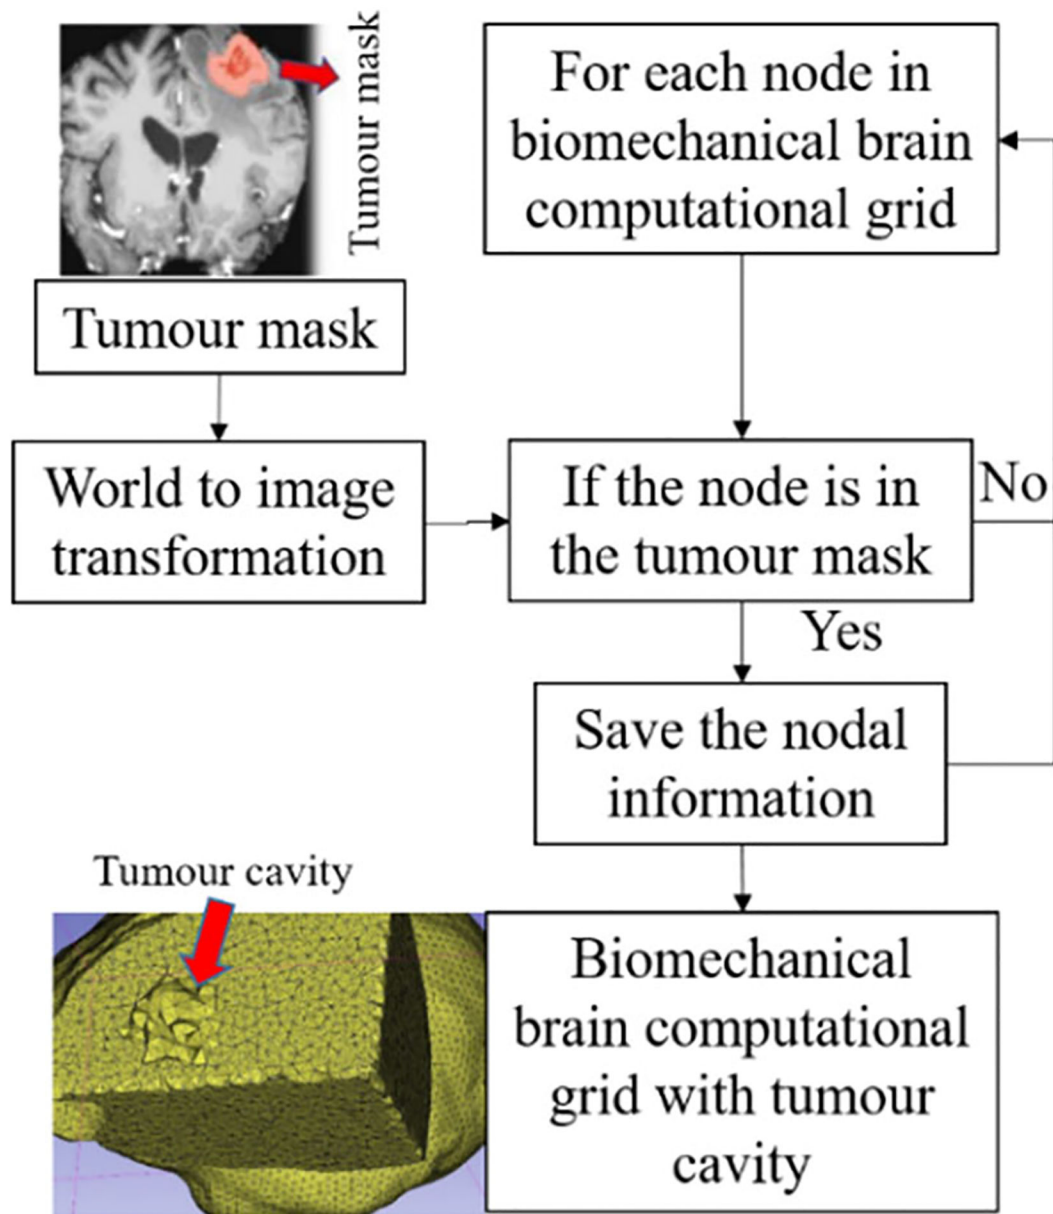 Tumour mask
Tumour mask
World to image
transformation
For each node in
biomechanical brain
computational grid
If the node is in
the tumour mask
No
Yes
Save the nodal
information
Tumour cavity
Biomechanical
brain computational
grid with tumour
cavity